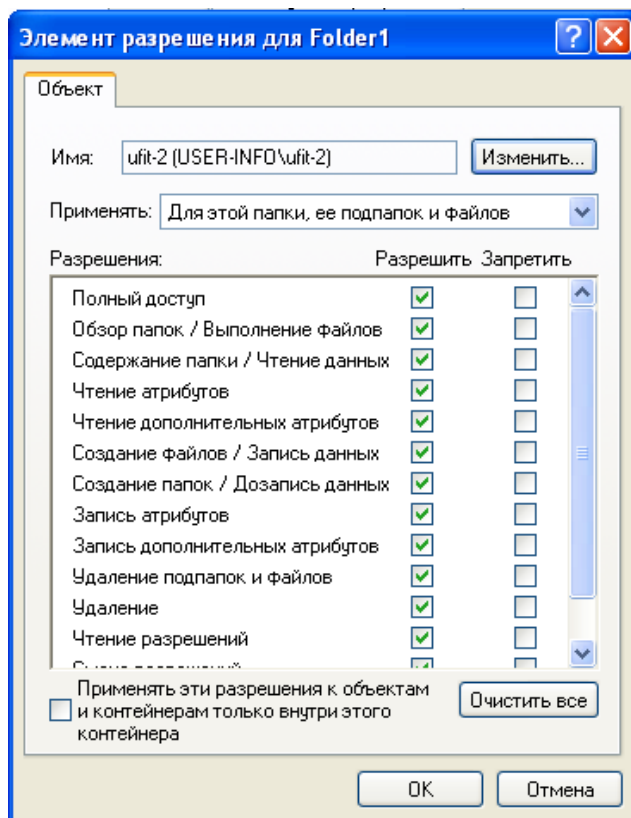 Элемент разрешения для Folder1
Объект
Имя: ufit-2 (USER-INFO\ufit-2) Изменить...
Применять: Для этой папки, ее подпапок и файлов
Разрешения: Разрешить Запретить
Полный доступ
Обзор папок / Выполнение файлов
Содержание папки / Чтение данных
Чтение атрибутов
Чтение дополнительных атрибутов
Создание файлов / Запись данных
Создание папок / Дозапись данных
Запись атрибутов
Запись дополнительных атрибутов
Удаление подпапок и файлов
Удаление
Чтение разрешений
Применять эти разрешения к объектам
и контейнерам только внутри этого
контейнера
Очистить все
OK Отмена